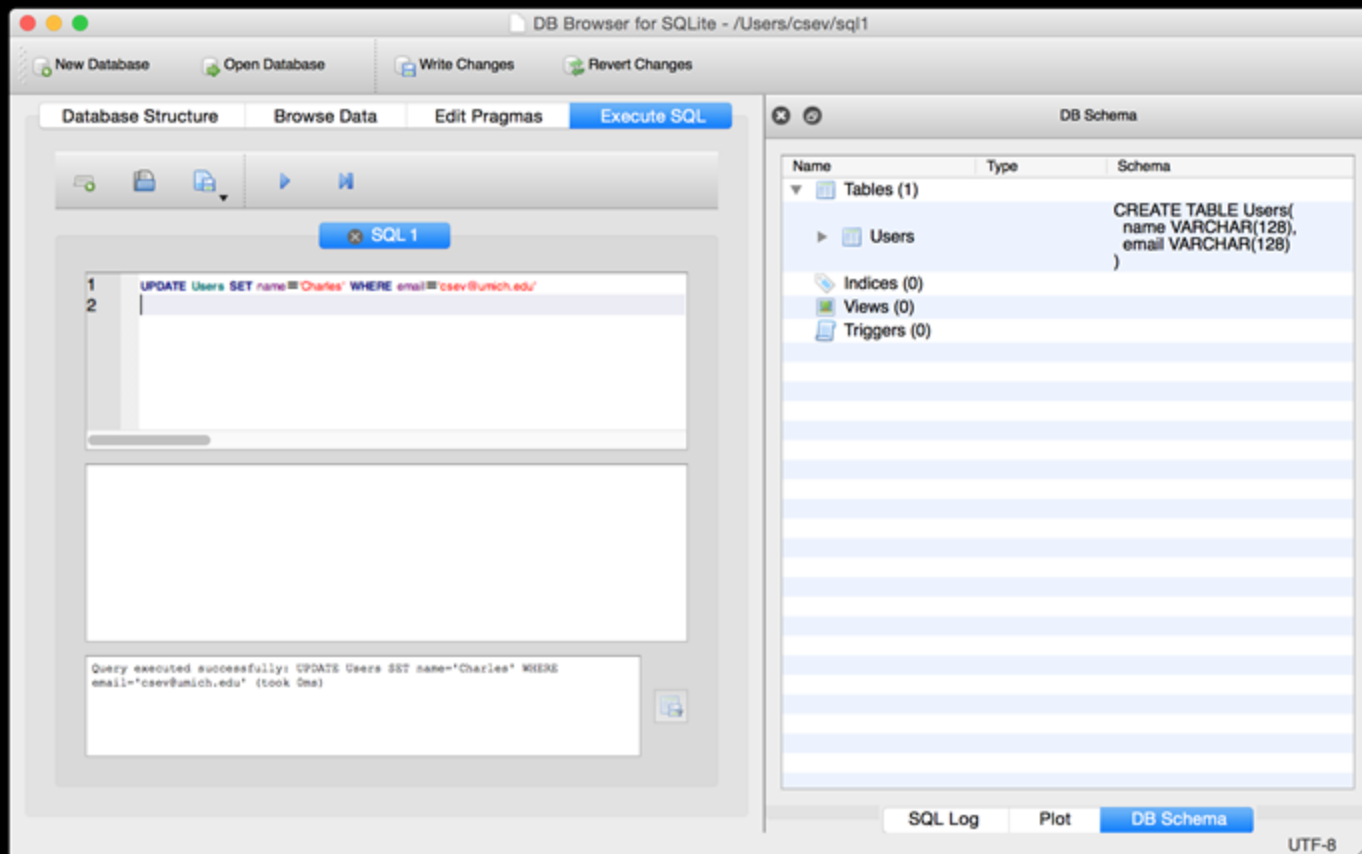 DB Browser for SQLite - /Users/csev/sql1
New Database Open Database Write Changes Revert Changes
Database Structure Browse Data Edit Pragmas Execute SQL
SQL 1
1 UPDATE Users SET name='Charles' WHERE email='csev@umich.edu'
2
Query executed successfully: UPDATE Users SET name='Charles' WHERE
email='csev@umich.edu' (took 0ms)
DB Schema
Name Type Schema
Tables (1)
Users
CREATE TABLE Users(
name VARCHAR(128),
email VARCHAR(128)
)
Indices (0)
Views (0)
Triggers (0)
SQL Log Plot DB Schema
UTF-8